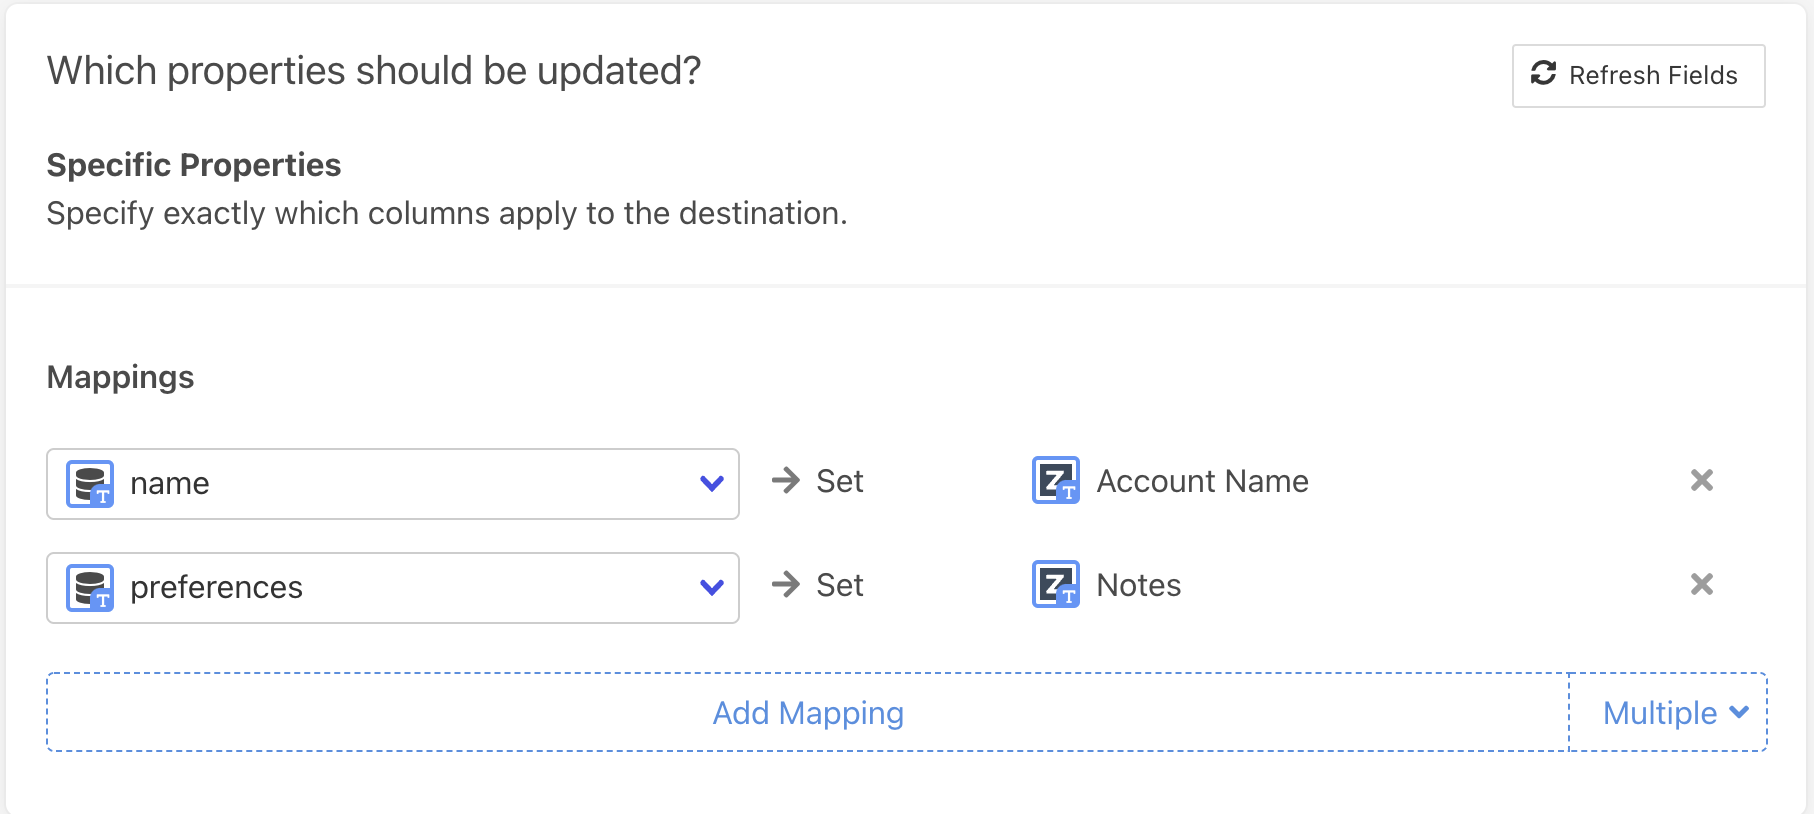 Which properties should be updated?
Refresh Fields
Specific Properties
Specify exactly which columns apply to the destination.
Mappings
T name Set Z T Account Name
T preferences Set Z T Notes
Add Mapping Multiple